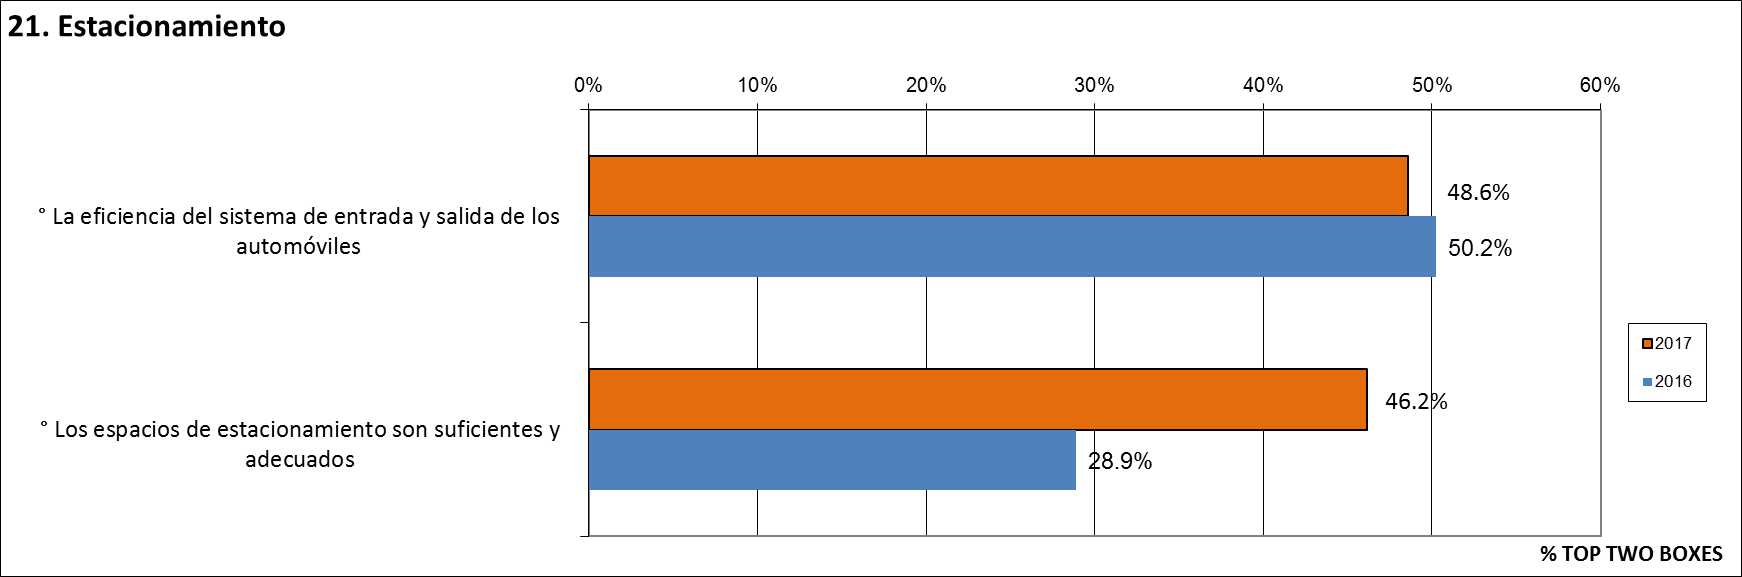 21. Estacionamiento
0% 10% 20% 30% 40% 50% 60%
° La eficiencia del sistema de entrada y salida de los
automóviles
48.6%
50.2%
° Los espacios de estacionamiento son suficientes y
adecuados
46.2%
28.9%
2017
2016
% TOP TWO BOXES